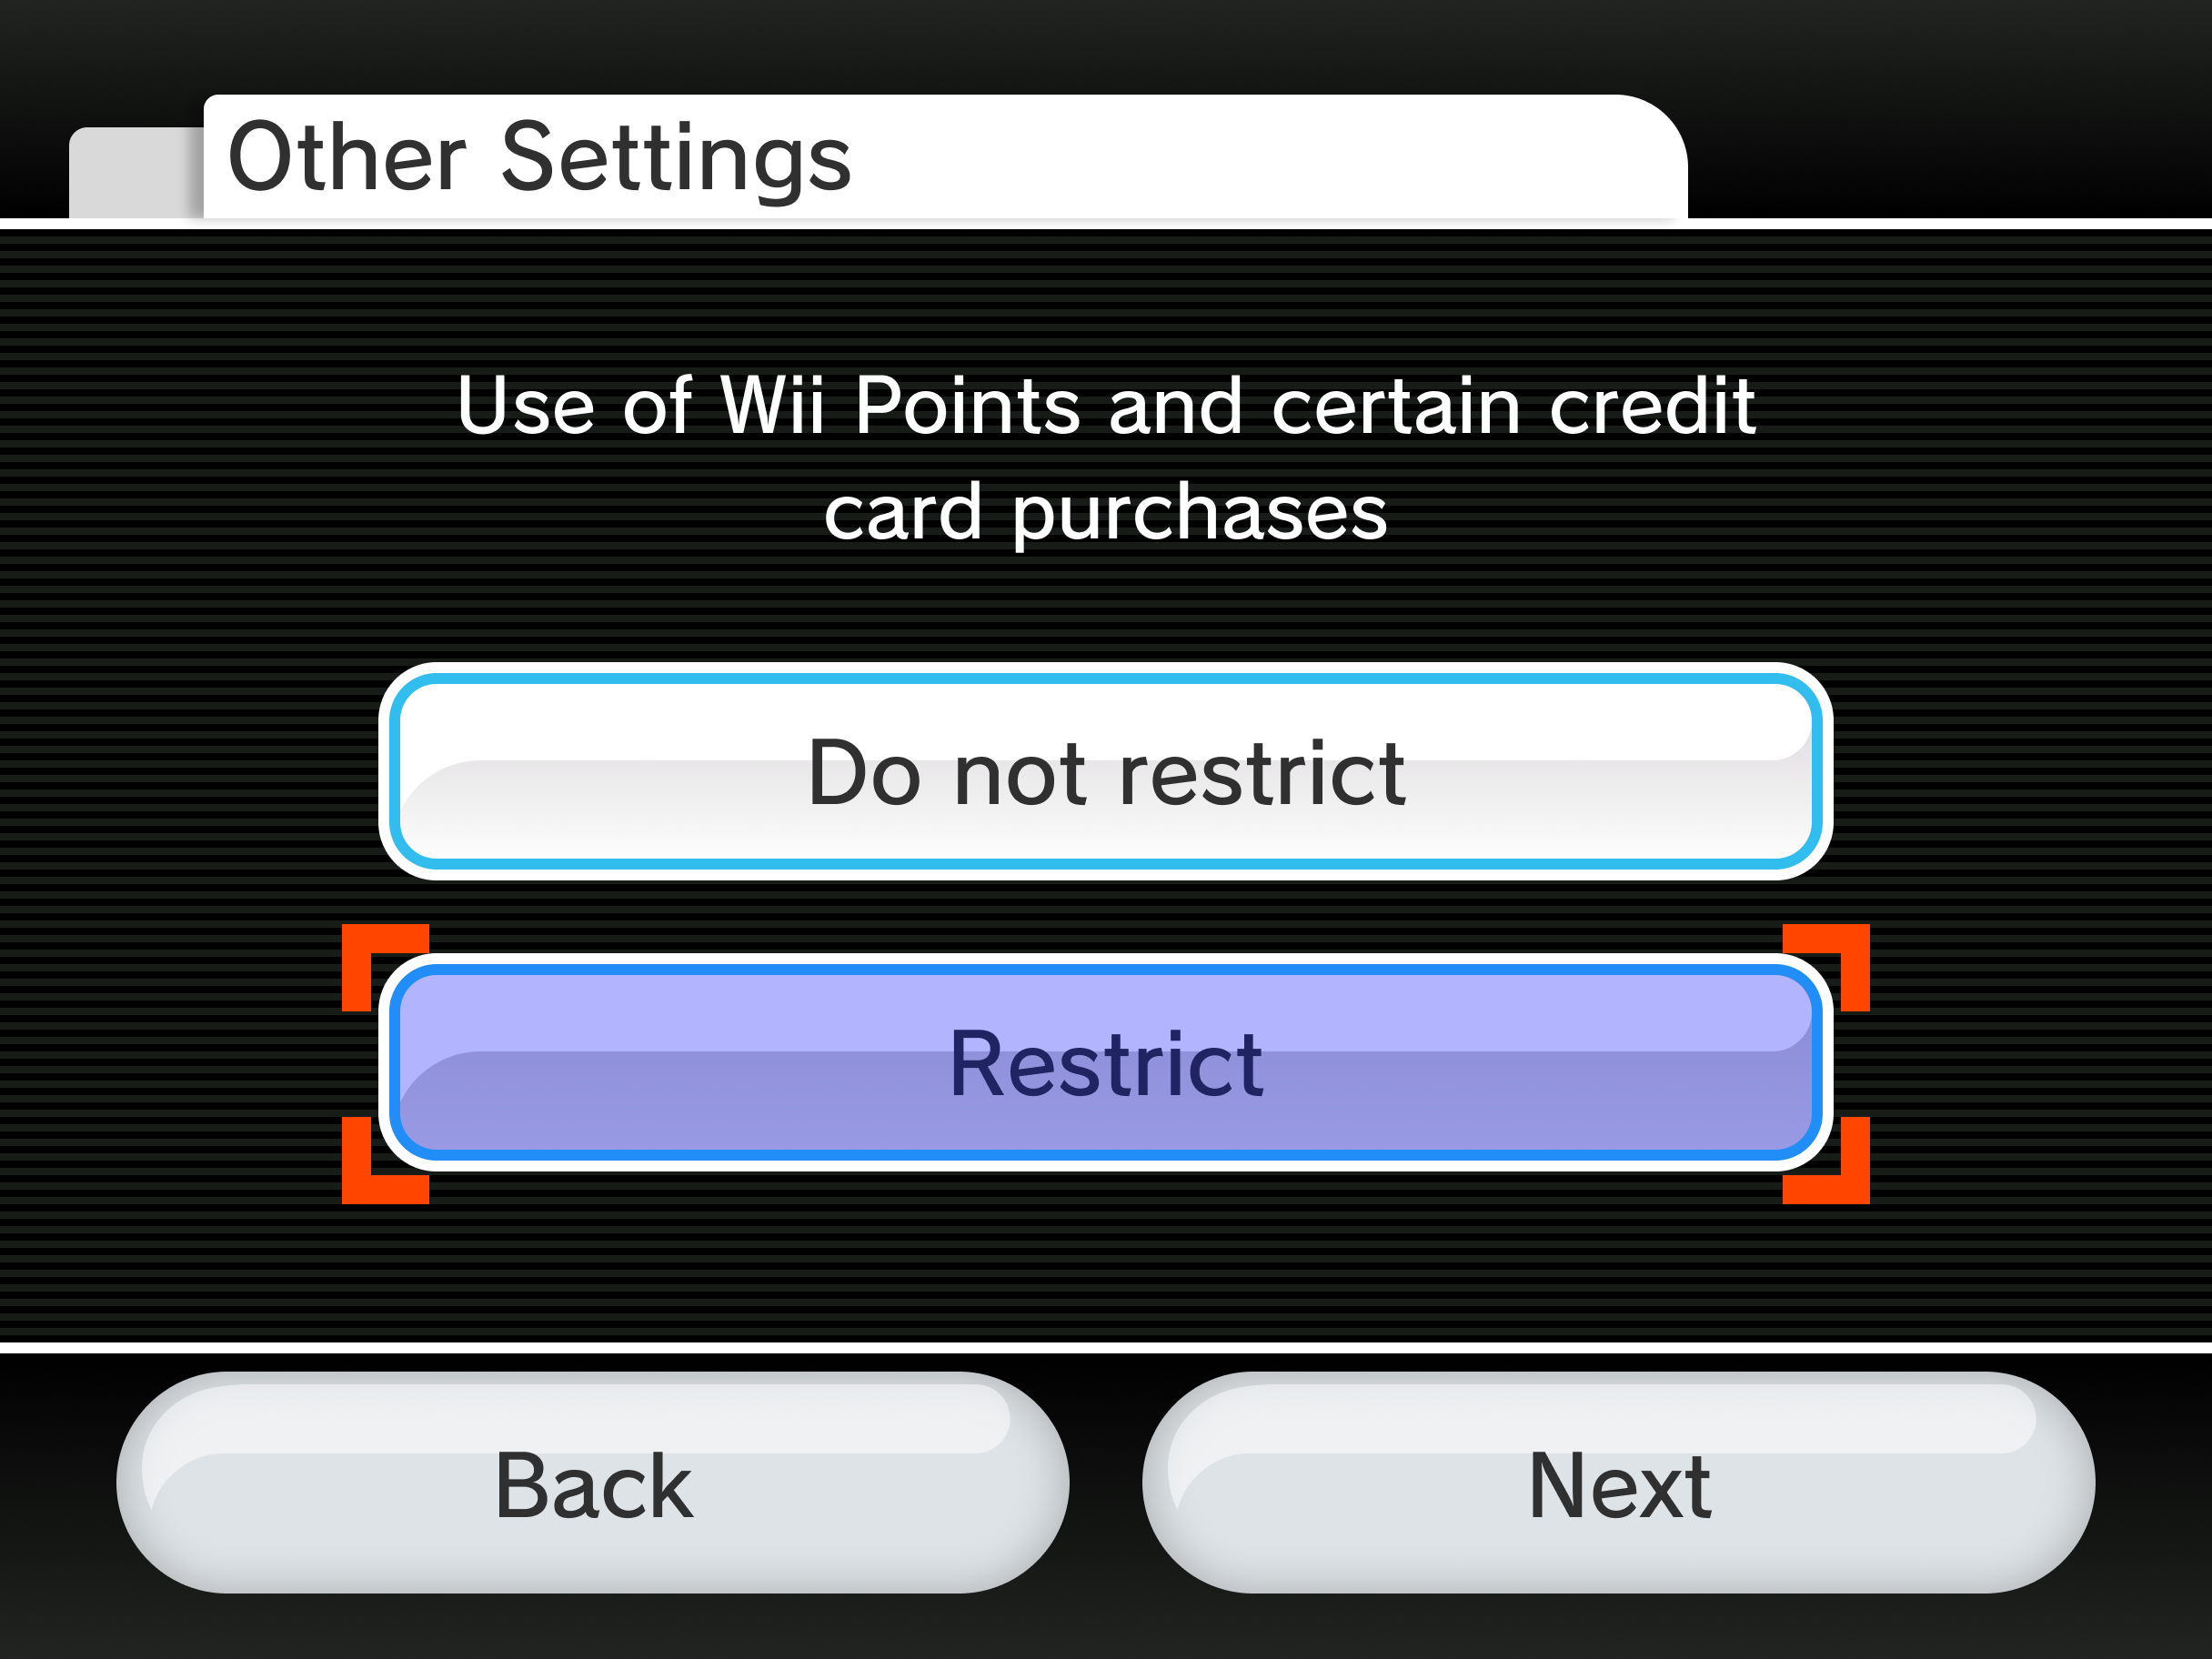 Other Settings
Use of Wii Points and certain credit
card purchases
Do not restrict
Restrict
Back
Next